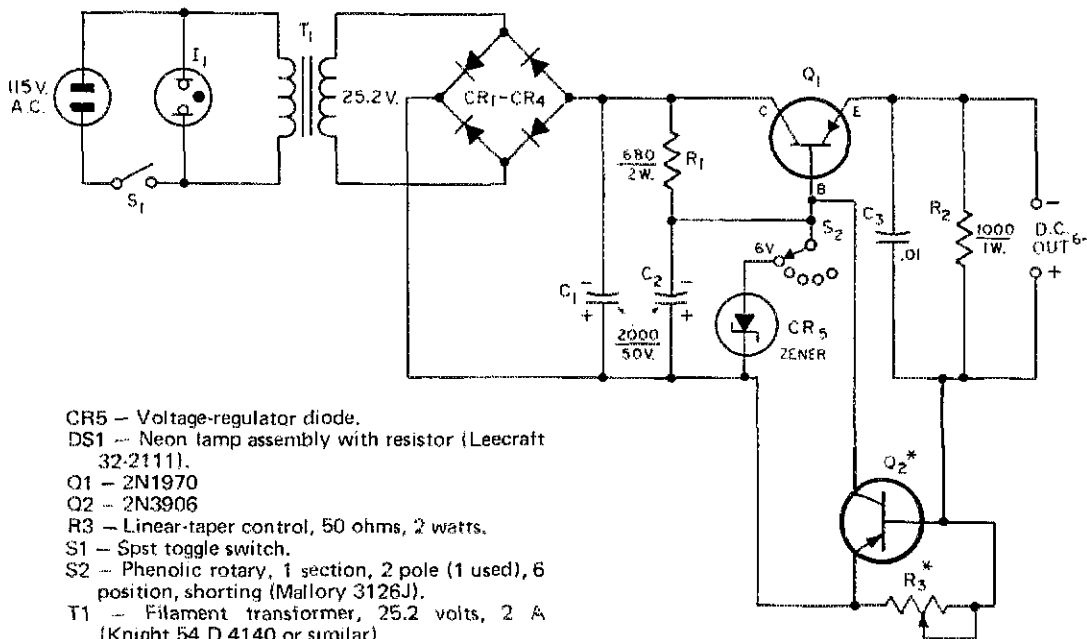 I1
T1
115 V.
A.C.
S1
25.2 V.
CR1-CR4
Q1
C
E
B
680
2W.
R1
S2
6V
C3
.01
R2
1000
1W.
−
D.C.
OUT 6-
+
C1
−
+
C2
−
+
2000
50V.
CR5
ZENER
Q2*
R3*
CR5 – Voltage-regulator diode.
DS1 – Neon lamp assembly with resistor (Leecraft
32-2111).
Q1 – 2N1970
Q2 – 2N3906
R3 – Linear-taper control, 50 ohms, 2 watts.
S1 – Spst toggle switch.
S2 – Phenolic rotary, 1 section, 2 pole (1 used), 6
position, shorting (Mallory 3126J).
T1 – Filament transformer, 25.2 volts, 2 A
(Knight 54 D 4140 or similar)